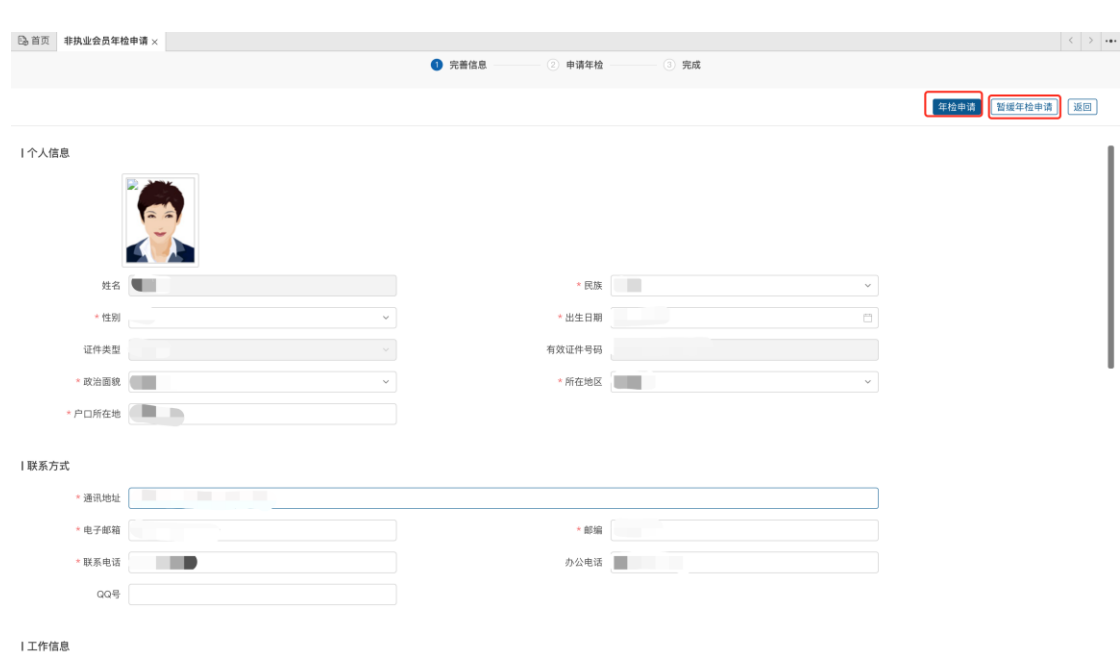 首页 非执业会员年检申请 ×
1 完善信息 2 申请年检 3 完成
年检申请 暂缓年检申请 返回
个人信息
姓名 * 民族
* 性别 * 出生日期
证件类型 有效证件号码
* 政治面貌 * 所在地区
* 户口所在地
联系方式
* 通讯地址
* 电子邮箱 * 邮编
* 联系电话 办公电话
QQ号
工作信息